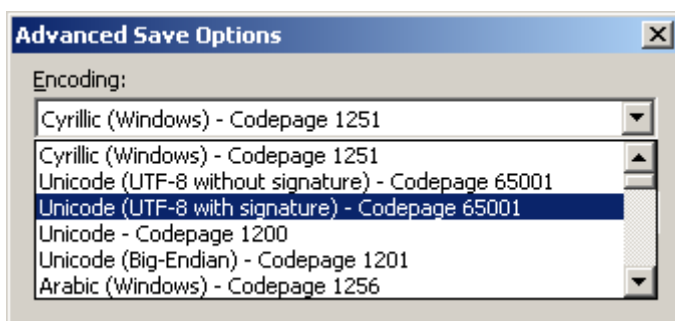 Advanced Save Options
Encoding:
Cyrillic (Windows) - Codepage 1251
Cyrillic (Windows) - Codepage 1251
Unicode (UTF-8 without signature) - Codepage 65001
Unicode (UTF-8 with signature) - Codepage 65001
Unicode - Codepage 1200
Unicode (Big-Endian) - Codepage 1201
Arabic (Windows) - Codepage 1256